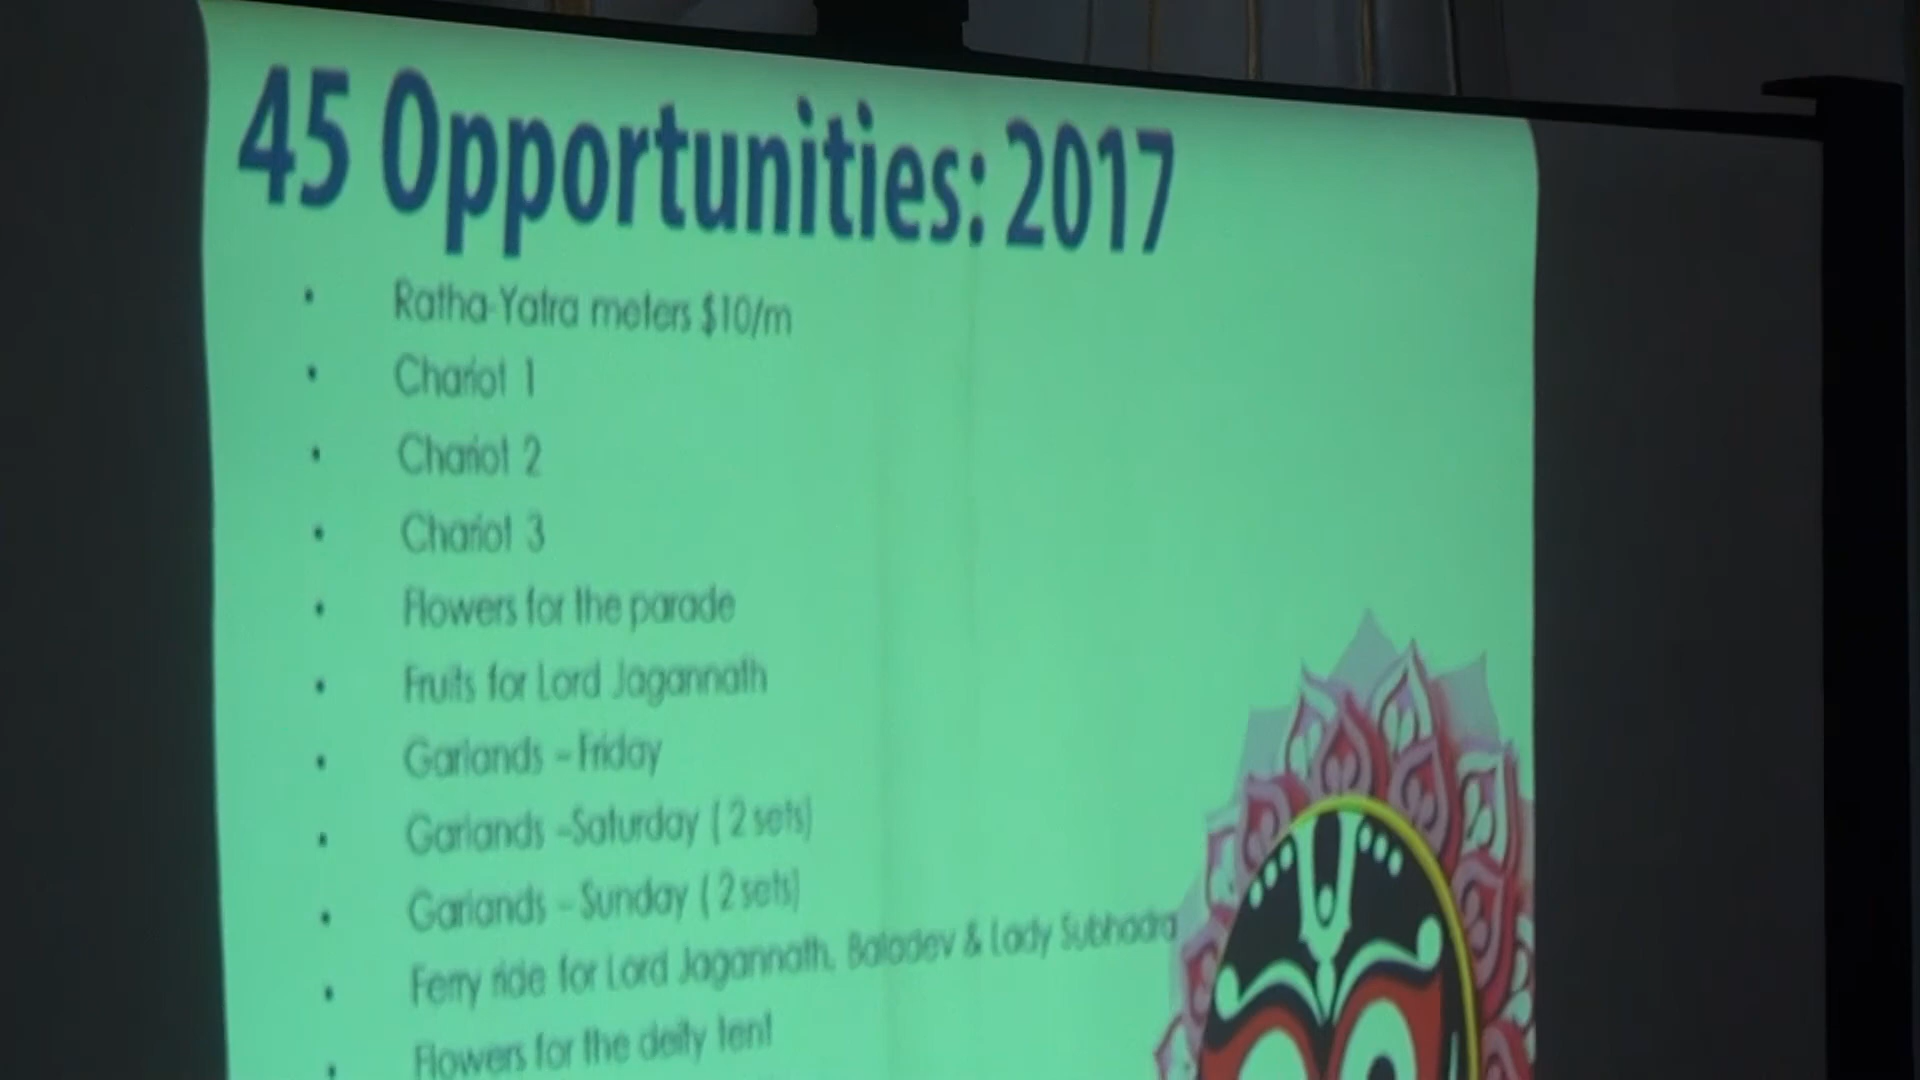 45 Opportunities: 2017
• Ratha-Yatra meters $10/m
• Chariot 1
• Chariot 2
• Chariot 3
• Flowers for the parade
• Fruits for Lord Jagannath
• Garlands – Friday
• Garlands –Saturday ( 2 sets)
• Garlands – Sunday ( 2 sets)
• Ferry ride for Lord Jagannath, Baladev & Lady Subhadra
• Flowers for the deity tent